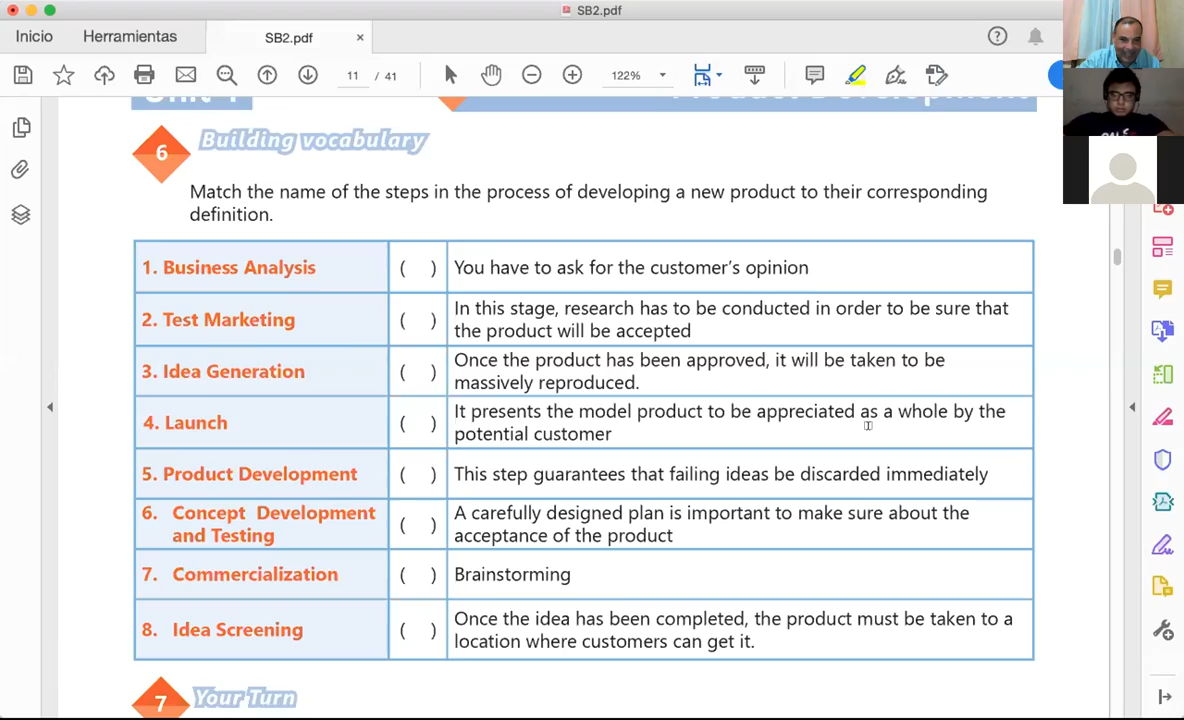 SB2.pdf
Inicio
Herramientas
SB2.pdf
11 / 41
122%
Unit 1
Product Development
6
Building vocabulary
Match the name of the steps in the process of developing a new product to their corresponding
definition.
1. Business Analysis ( ) You have to ask for the customer's opinion
2. Test Marketing ( ) In this stage, research has to be conducted in order to be sure that
the product will be accepted
3. Idea Generation ( ) Once the product has been approved, it will be taken to be
massively reproduced.
4. Launch ( ) It presents the model product to be appreciated as a whole by the
potential customer
5. Product Development ( ) This step guarantees that failing ideas be discarded immediately
6. Concept Development
and Testing ( ) A carefully designed plan is important to make sure about the
acceptance of the product
7. Commercialization ( ) Brainstorming
8. Idea Screening ( ) Once the idea has been completed, the product must be taken to a
location where customers can get it.
7
Your Turn